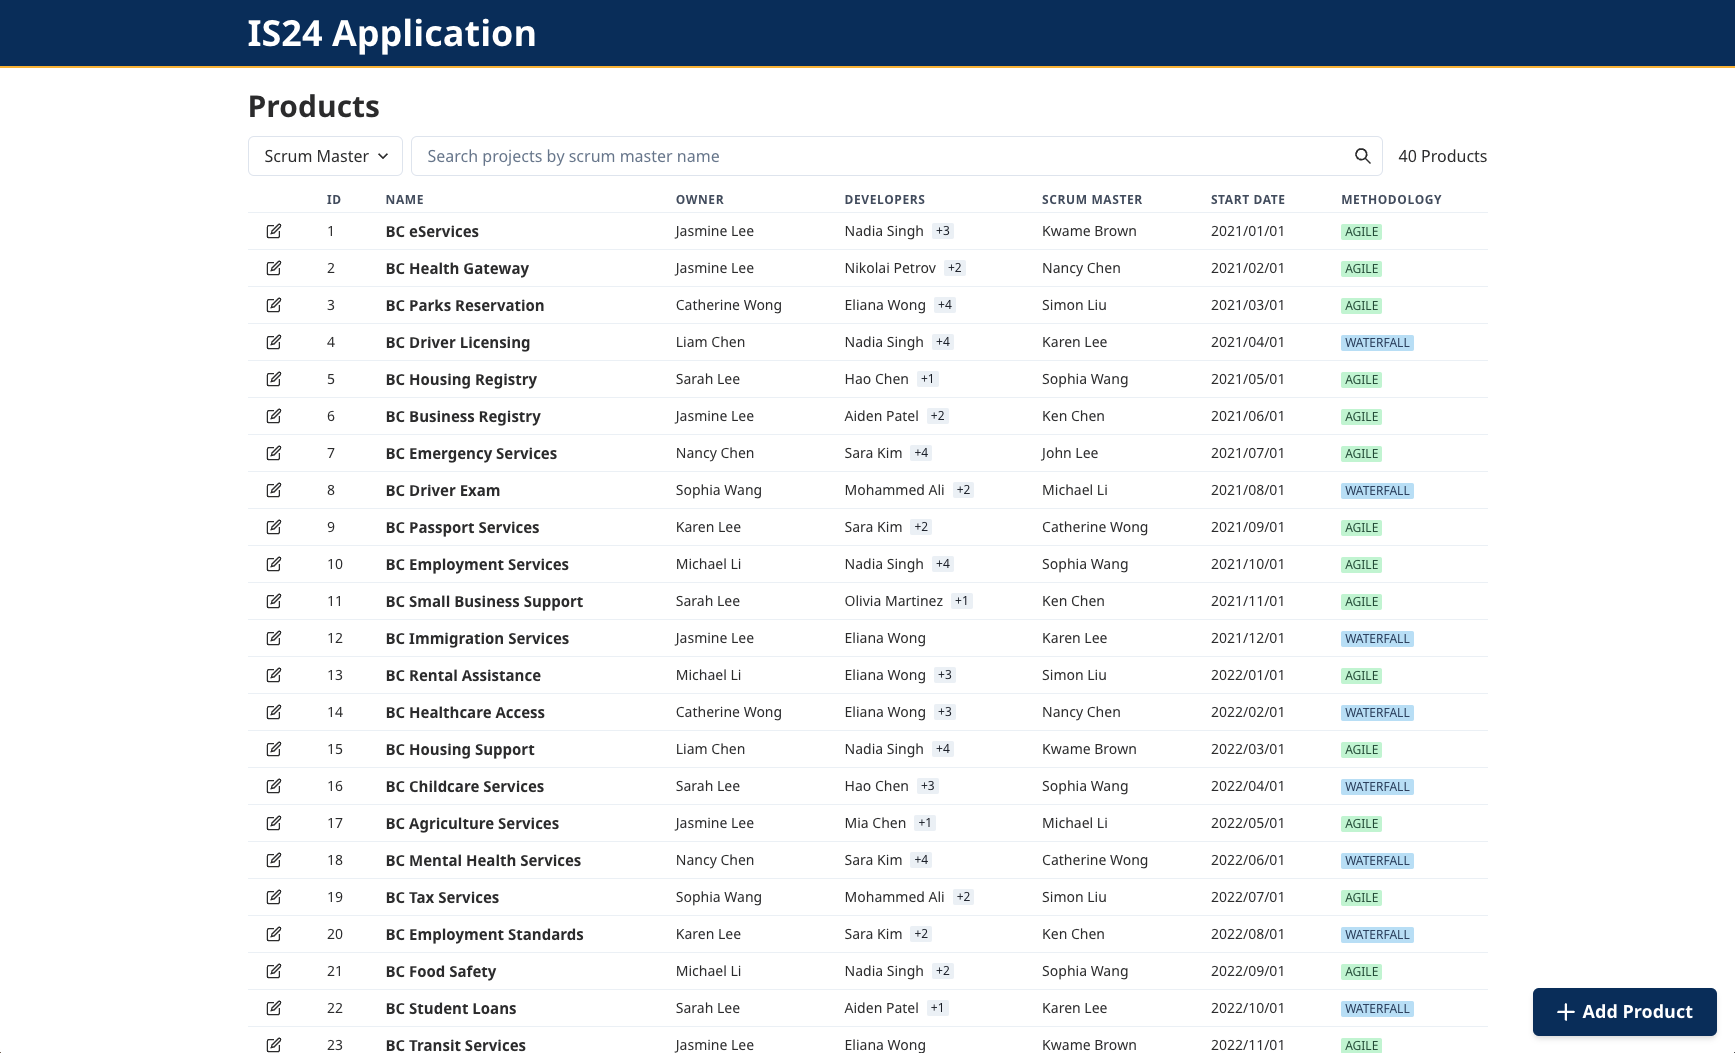 IS24 Application
Products
Scrum Master Search projects by scrum master name 40 Products
ID NAME OWNER DEVELOPERS SCRUM MASTER START DATE METHODOLOGY
1 BC eServices Jasmine Lee Nadia Singh +3 Kwame Brown 2021/01/01 AGILE
2 BC Health Gateway Jasmine Lee Nikolai Petrov +2 Nancy Chen 2021/02/01 AGILE
3 BC Parks Reservation Catherine Wong Eliana Wong +4 Simon Liu 2021/03/01 AGILE
4 BC Driver Licensing Liam Chen Nadia Singh +4 Karen Lee 2021/04/01 WATERFALL
5 BC Housing Registry Sarah Lee Hao Chen +1 Sophia Wang 2021/05/01 AGILE
6 BC Business Registry Jasmine Lee Aiden Patel +2 Ken Chen 2021/06/01 AGILE
7 BC Emergency Services Nancy Chen Sara Kim +4 John Lee 2021/07/01 AGILE
8 BC Driver Exam Sophia Wang Mohammed Ali +2 Michael Li 2021/08/01 WATERFALL
9 BC Passport Services Karen Lee Sara Kim +2 Catherine Wong 2021/09/01 AGILE
10 BC Employment Services Michael Li Nadia Singh +4 Sophia Wang 2021/10/01 AGILE
11 BC Small Business Support Sarah Lee Olivia Martinez +1 Ken Chen 2021/11/01 AGILE
12 BC Immigration Services Jasmine Lee Eliana Wong Karen Lee 2021/12/01 WATERFALL
13 BC Rental Assistance Michael Li Eliana Wong +3 Simon Liu 2022/01/01 AGILE
14 BC Healthcare Access Catherine Wong Eliana Wong +3 Nancy Chen 2022/02/01 WATERFALL
15 BC Housing Support Liam Chen Nadia Singh +4 Kwame Brown 2022/03/01 AGILE
16 BC Childcare Services Sarah Lee Hao Chen +3 Sophia Wang 2022/04/01 WATERFALL
17 BC Agriculture Services Jasmine Lee Mia Chen +1 Michael Li 2022/05/01 AGILE
18 BC Mental Health Services Nancy Chen Sara Kim +4 Catherine Wong 2022/06/01 WATERFALL
19 BC Tax Services Sophia Wang Mohammed Ali +2 Simon Liu 2022/07/01 AGILE
20 BC Employment Standards Karen Lee Sara Kim +2 Ken Chen 2022/08/01 WATERFALL
21 BC Food Safety Michael Li Nadia Singh +2 Sophia Wang 2022/09/01 AGILE
22 BC Student Loans Sarah Lee Aiden Patel +1 Karen Lee 2022/10/01 WATERFALL
23 BC Transit Services Jasmine Lee Eliana Wong Kwame Brown 2022/11/01 AGILE
Add Product